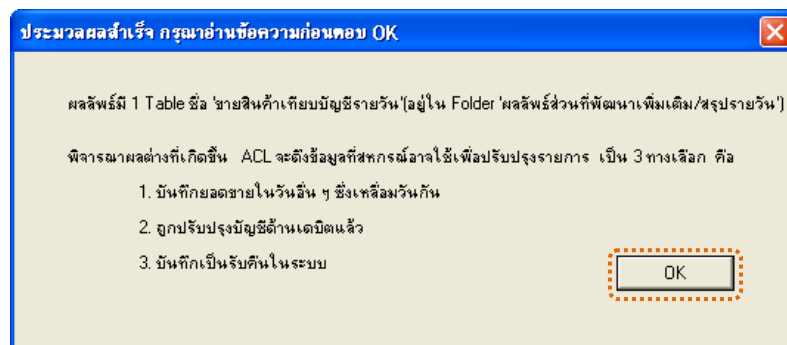 ประมวลผลสำเร็จ กรุณาอ่านข้อความก่อนตอบ OK
ผลลัพธ์มี 1 Table ชื่อ 'ขายสินค้าเทียบบัญชีรายวัน'(อยู่ใน Folder 'ผลลัพธ์ส่วนที่พัฒนาเพิ่มเติม/สรุปรายวัน')
พิจารณาผลต่างที่เกิดขึ้น ACL จะดึงข้อมูลที่สหกรณ์อาจใช้เพื่อปรับปรุงรายการ เป็น 3 ทางเลือก คือ
1. บันทึกยอดขายในวันอื่น ๆ ซึ่งเหลื่อมวันกัน
2. ถูกปรับปรุงบัญชีด้านเดบิตแล้ว
3. บันทึกเป็นรับคืนในระบบ
OK